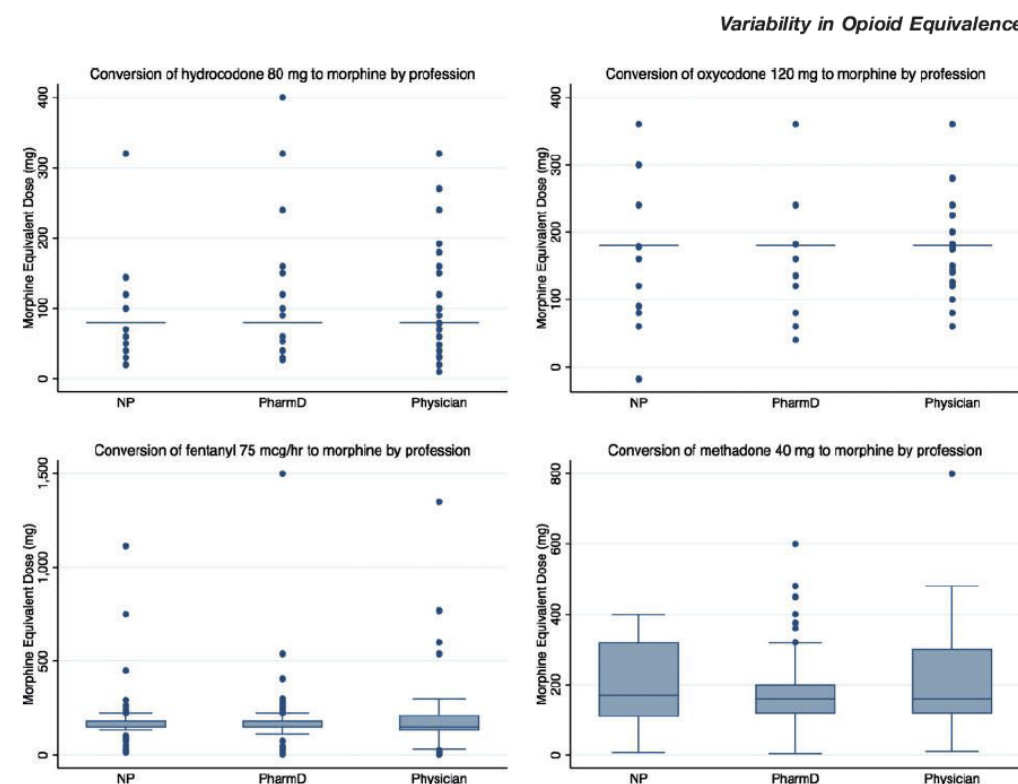 Variability in Opioid Equivalence
Conversion of hydrocodone 80 mg to morphine by profession
Morphine Equivalent Dose (mg)
400
300
200
100
0
NP PharmD Physician
Conversion of oxycodone 120 mg to morphine by profession
Morphine Equivalent Dose (mg)
400
300
200
100
0
NP PharmD Physician
Conversion of fentanyl 75 mcg/hr to morphine by profession
Morphine Equivalent Dose (mg)
1,500
1,000
500
0
NP PharmD Physician
Conversion of methadone 40 mg to morphine by profession
Morphine Equivalent Dose (mg)
800
600
400
200
0
NP PharmD Physician